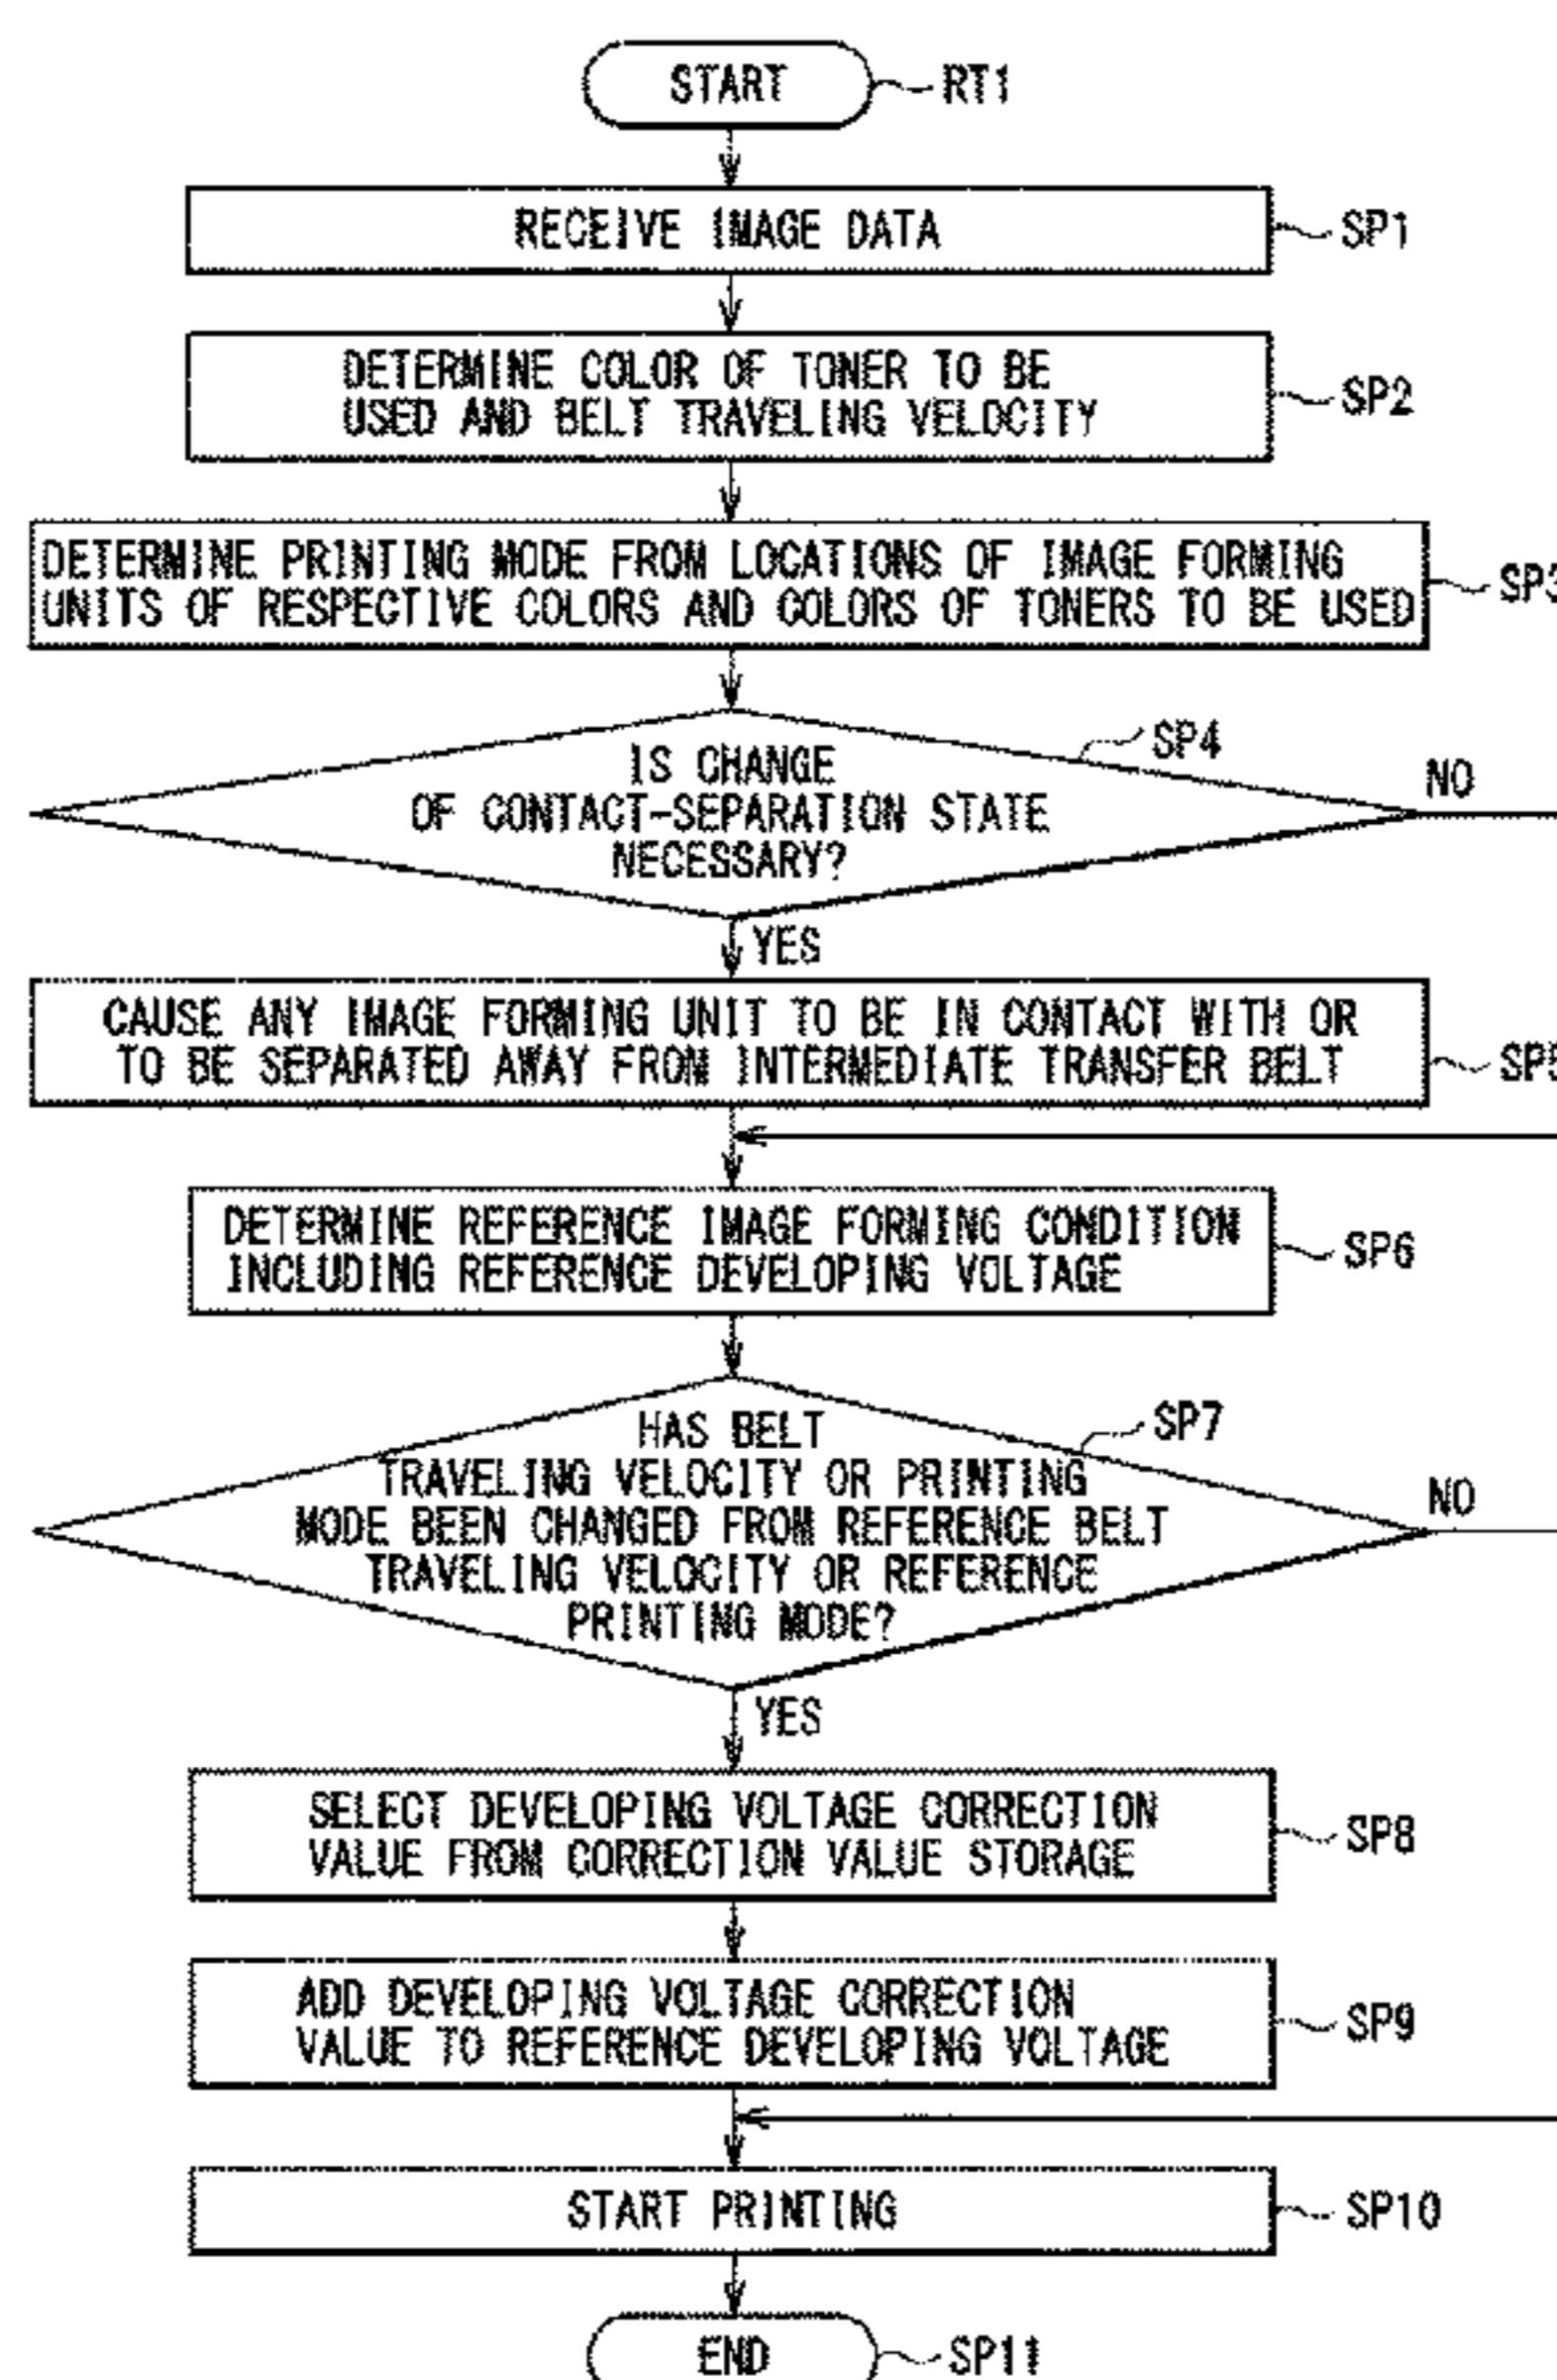 START RT1
RECEIVE IMAGE DATA SP1
DETERMINE COLOR OF TONER TO BE
USED AND BELT TRAVELING VELOCITY SP2
DETERMINE PRINTING MODE FROM LOCATIONS OF IMAGE FORMING
UNITS OF RESPECTIVE COLORS AND COLORS OF TONERS TO BE USED SP3
SP4
IS CHANGE
OF CONTACT-SEPARATION STATE
NECESSARY?
NO
YES
CAUSE ANY IMAGE FORMING UNIT TO BE IN CONTACT WITH OR
TO BE SEPARATED AWAY FROM INTERMEDIATE TRANSFER BELT SP5
DETERMINE REFERENCE IMAGE FORMING CONDITION
INCLUDING REFERENCE DEVELOPING VOLTAGE SP6
SP7
HAS BELT
TRAVELING VELOCITY OR PRINTING
MODE BEEN CHANGED FROM REFERENCE BELT
TRAVELING VELOCITY OR REFERENCE
PRINTING MODE?
NO
YES
SELECT DEVELOPING VOLTAGE CORRECTION
VALUE FROM CORRECTION VALUE STORAGE SP8
ADD DEVELOPING VOLTAGE CORRECTION
VALUE TO REFERENCE DEVELOPING VOLTAGE SP9
START PRINTING SP10
END SP11